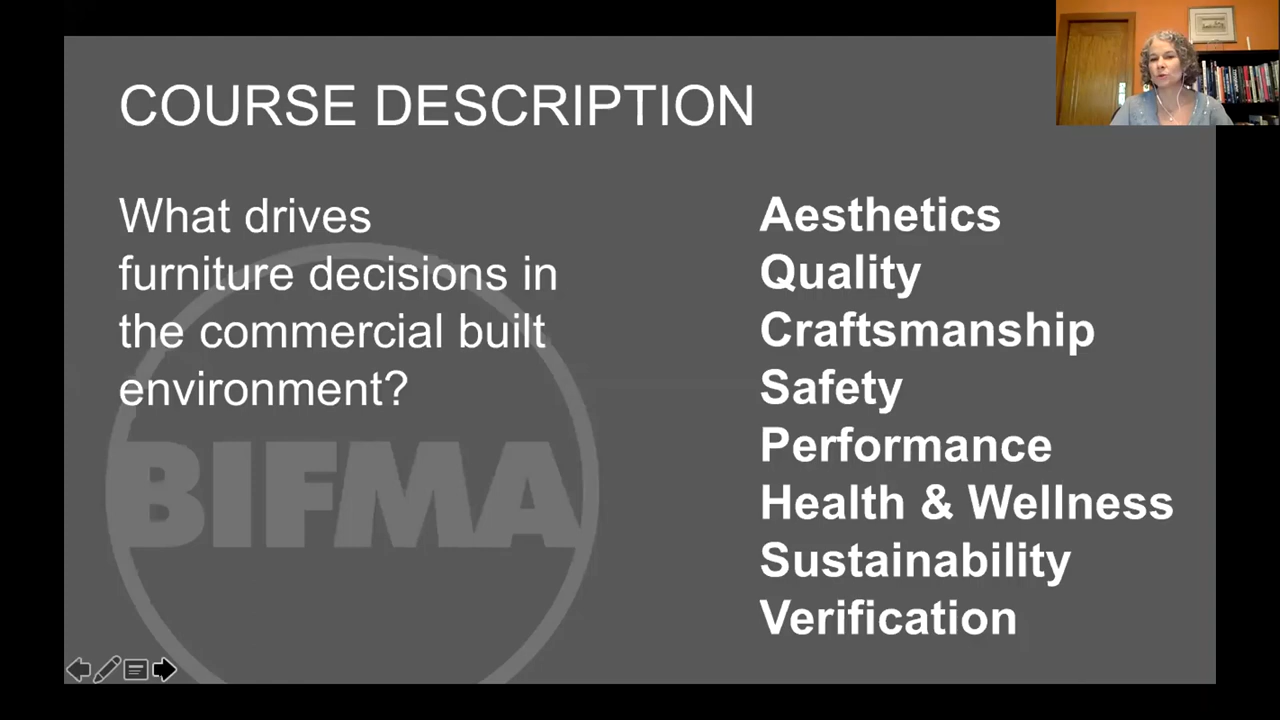 COURSE DESCRIPTION
What drives
furniture decisions in
the commercial built
environment?
Aesthetics
Quality
Craftsmanship
Safety
Performance
Health & Wellness
Sustainability
Verification
BIFMA